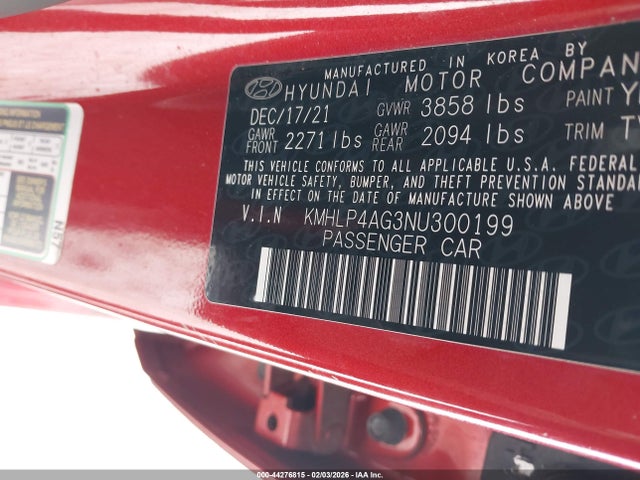 MANUFACTURED IN KOREA BY
HYUNDAI MOTOR COMPAN
DEC/17/21 GVWR 3858 lbs PAINT
GAWR FRONT 2271 lbs GAWR REAR 2094 lbs TRIM
THIS VEHICLE CONFORMS TO ALL APPLICABLE U.S.A. FEDERAL
MOTOR VEHICLE SAFETY, BUMPER, AND THEFT PREVENTION STANDA
IN EFFECT ON THE DATE OF MANUFACTURE SHOWN ABOVE
V.I.N KMHLP4AG3NU300199
PASSENGER CAR
N57
000-44276815 - 02/03/2026 - IAA Inc.